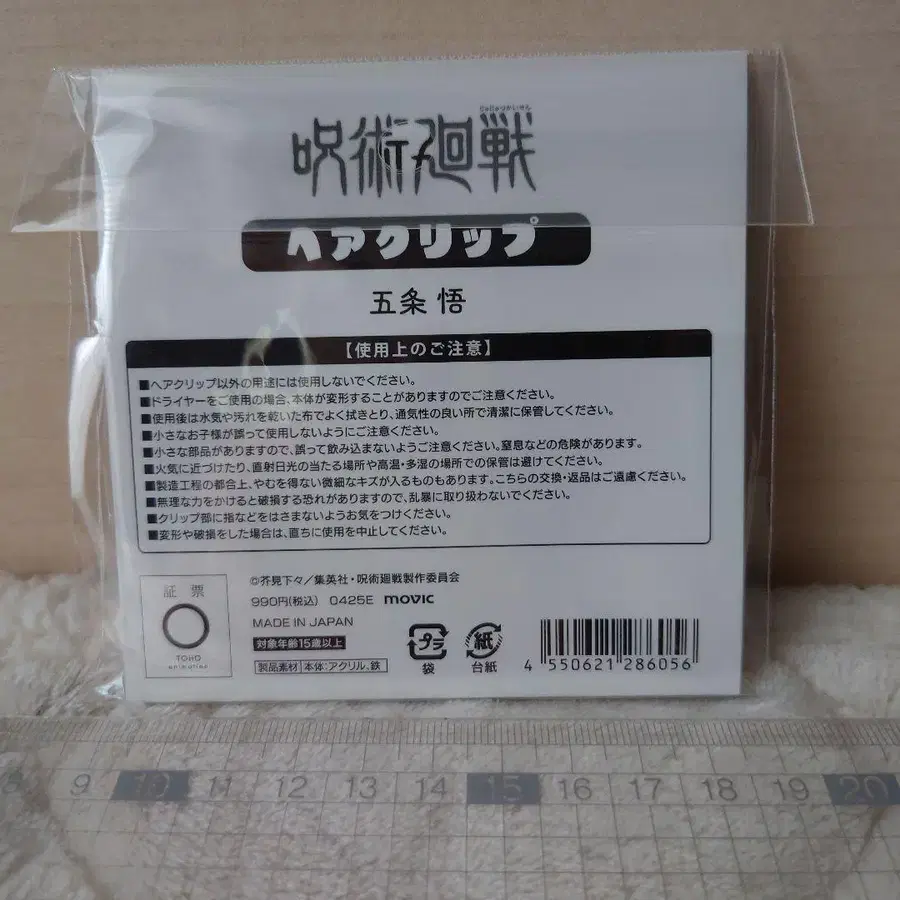 じゅじゅつかいせん
呪術廻戦
ヘアクリップ
五条 悟
【使用上のご注意】
■ヘアクリップ以外の用途には使用しないでください。
■ドライヤーをご使用の場合、本体が変形することがありますのでご注意ください。
■使用後は水気や汚れを乾いた布でよく拭きとり、通気性の良い所で清潔に保管してください。
■小さなお子様が誤って使用しないようにご注意ください。
■小さな部品がありますので、誤って飲み込まないようご注意ください。窒息などの危険があります。
■火気に近づけたり、直射日光の当たる場所や高温・多湿の場所での保管は避けてください。
■製造工程の都合上、やむを得ない微細なキズが入るものもあります。こちらの交換・返品はご遠慮ください。
■無理な力をかけると破損する恐れがありますので、乱暴に取り扱わないでください。
■クリップ部に指などをはさまないようお気をつけください。
■変形や破損をした場合は、直ちに使用を中止してください。
証票
TOHO
animation
©芥見下々／集英社・呪術廻戦製作委員会
990円(税込) 0425E movic
MADE IN JAPAN
対象年齢15歳以上
製品素材 本体:アクリル、鉄
プラ
袋
紙
台紙
4 550621 286056
8 9 10 11 12 13 14 15 16 17 18 19 20